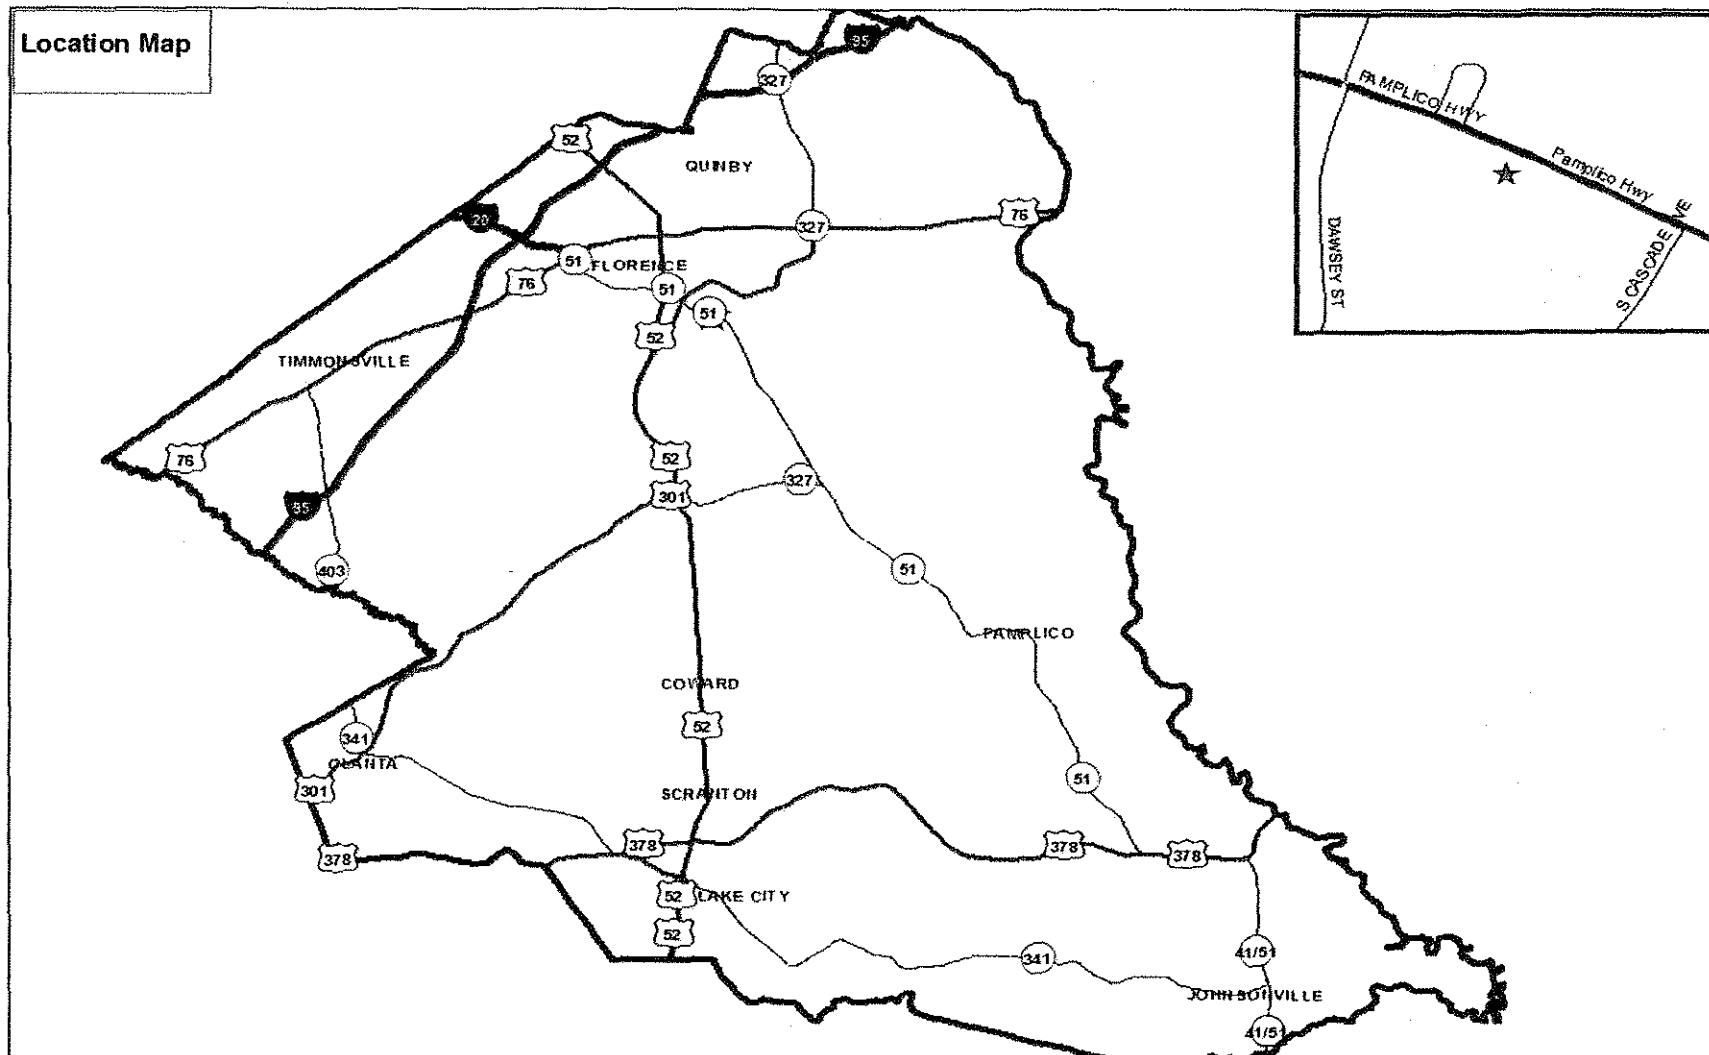 Location Map
95
327
PAMPLICO HWY
Pamplico Hwy
52
QUINBY
20
76
327
DAWSEY ST
S CASCADE AVE
51
FLORENCE
76
51
51
52
TIMMONSVILLE
76
52
327
95
301
403
51
PAMPLICO
COWARD
52
341
OLANTA
51
301
SCRANTON
378
378
378
378
52
LAKE CITY
52
41/51
341
JOHNSONVILLE
41/51